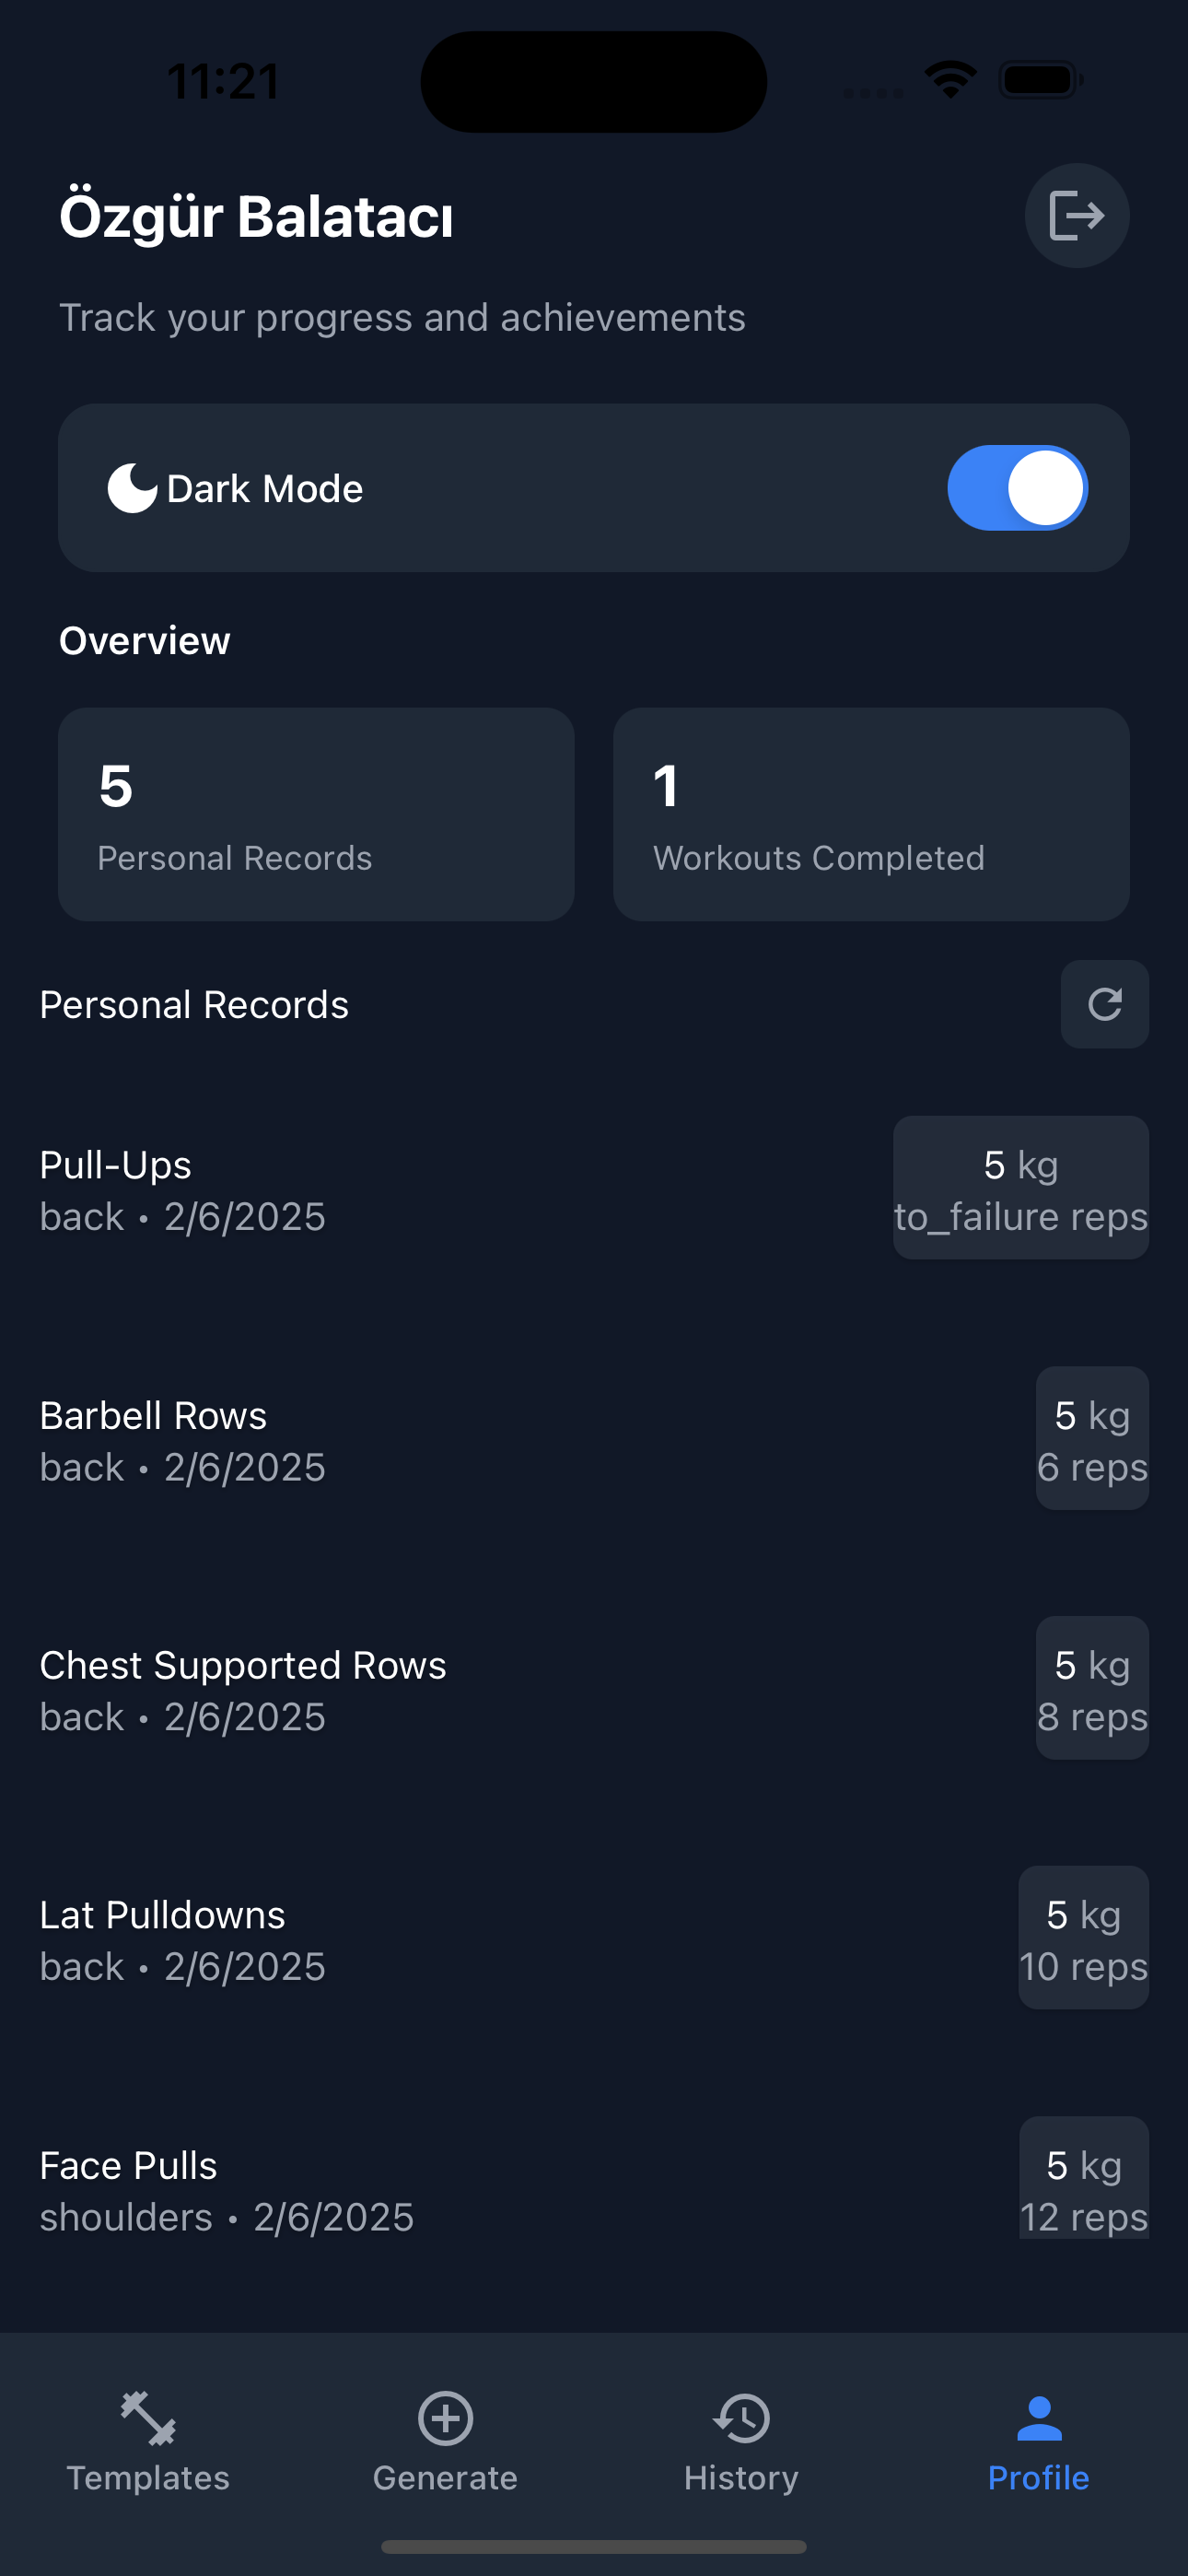 11:21
Özgür Balatacı
Track your progress and achievements
Dark Mode
Overview
5
Personal Records
1
Workouts Completed
Personal Records
Pull-Ups
back • 2/6/2025
5 kg
to_failure reps
Barbell Rows
back • 2/6/2025
5 kg
6 reps
Chest Supported Rows
back • 2/6/2025
5 kg
8 reps
Lat Pulldowns
back • 2/6/2025
5 kg
10 reps
Face Pulls
shoulders • 2/6/2025
5 kg
12 reps
Templates
Generate
History
Profile